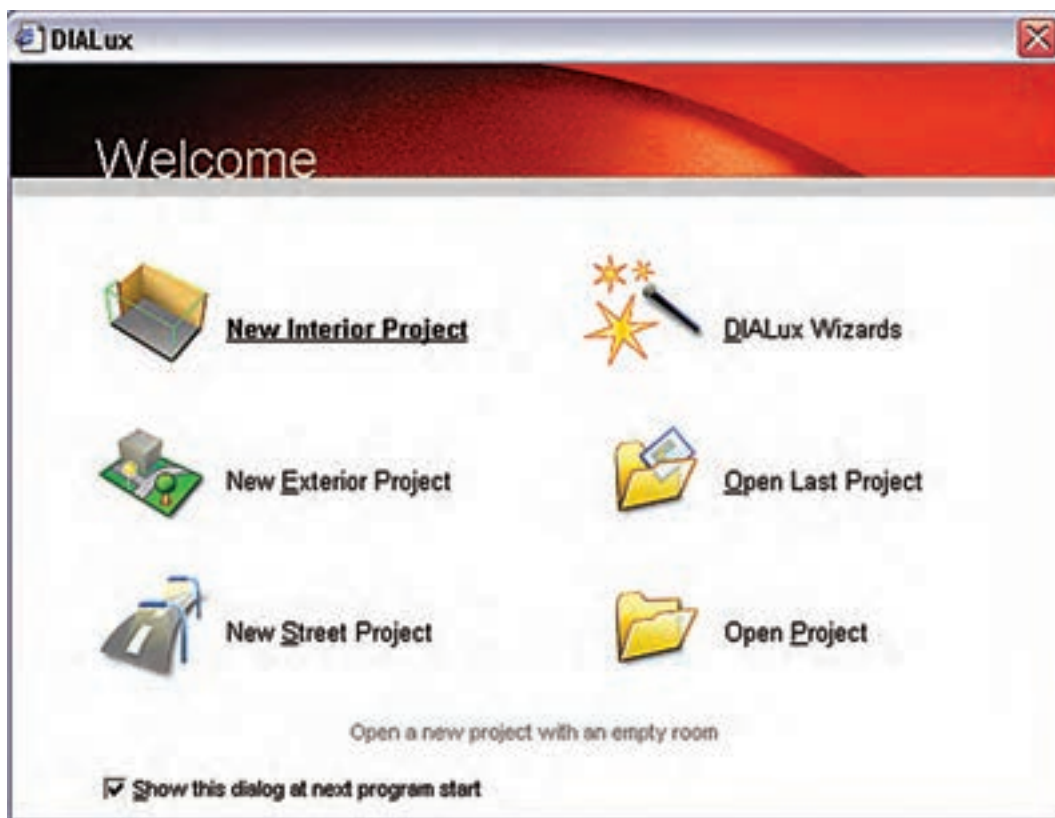 DIALux
Welcome
New Interior Project
DIALux Wizards
New Exterior Project
Open Last Project
New Street Project
Open Project
Open a new project with an empty room
Show this dialog at next program start